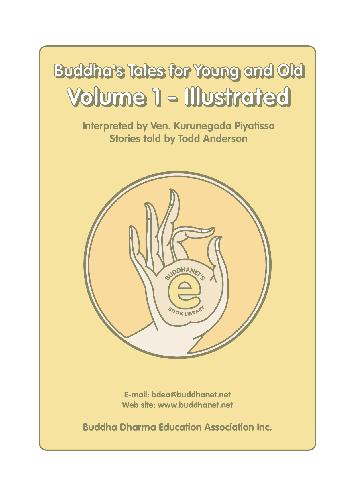 Buddha's Tales for Young and Old
Volume 1 – Illustrated
Interpreted by Ven. Kurunegoda Piyatissa
Stories told by Todd Anderson
BUDDHANET'S
e
BOOK LIBRARY
E-mail: bdea@buddhanet.net
Web site: www.buddhanet.net
Buddha Dharma Education Association Inc.